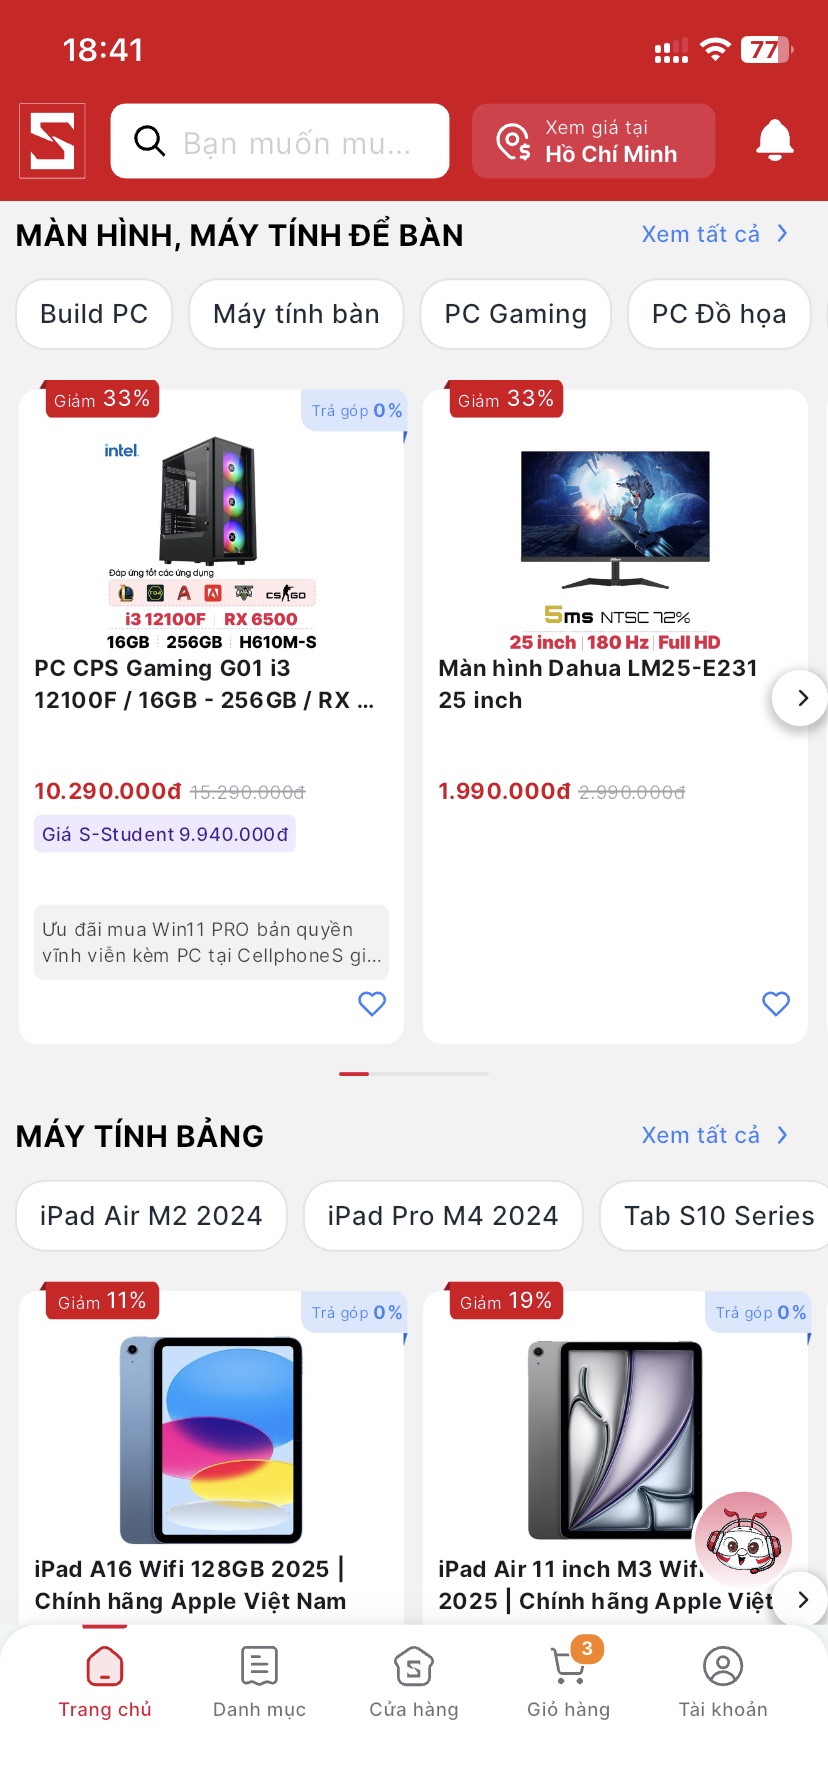 18:41
77
S
Bạn muốn mu...
Xem giá tại
Hồ Chí Minh
MÀN HÌNH, MÁY TÍNH ĐỂ BÀN
Xem tất cả
Build PC
Máy tính bàn
PC Gaming
PC Đồ họa
Giảm 33%
Trả góp 0%
intel.
Đáp ứng tốt các ứng dụng
CS GO
i3 12100F RX 6500
16GB 256GB H610M-S
PC CPS Gaming G01 i3
12100F / 16GB - 256GB / RX ...
10.290.000đ 15.290.000đ
Giá S-Student 9.940.000đ
Ưu đãi mua Win11 PRO bản quyền
vĩnh viễn kèm PC tại CellphoneS gi...
Giảm 33%
5ms NTSC 72%
25 inch | 180 Hz | Full HD
Màn hình Dahua LM25-E231
25 inch
1.990.000đ 2.990.000đ
MÁY TÍNH BẢNG
Xem tất cả
iPad Air M2 2024
iPad Pro M4 2024
Tab S10 Series
Giảm 11%
Trả góp 0%
iPad A16 Wifi 128GB 2025 |
Chính hãng Apple Việt Nam
Giảm 19%
Trả góp 0%
iPad Air 11 inch M3 Wifi
2025 | Chính hãng Apple Việt
3
Trang chủ
Danh mục
Cửa hàng
Giỏ hàng
Tài khoản